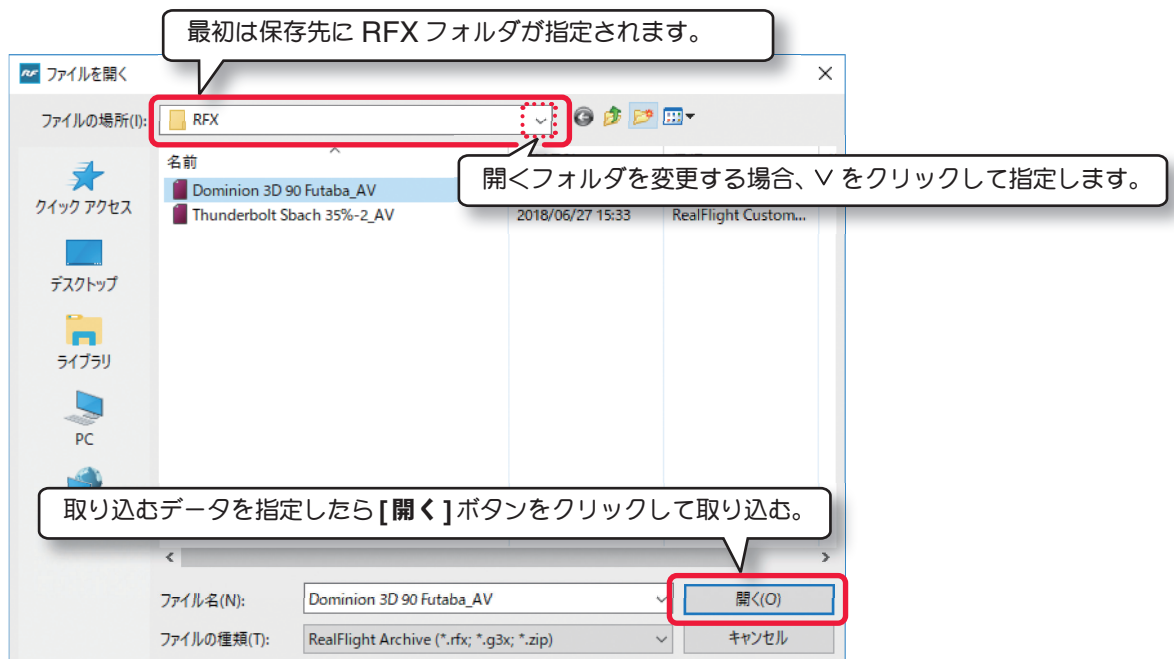 最初は保存先に RFX フォルダが指定されます。
RF ファイルを開く
ファイルの場所(I):
RFX
開くフォルダを変更する場合、∨ をクリックして指定します。
名前
Dominion 3D 90 Futaba_AV
Thunderbolt Sbach 35%-2_AV 2018/06/27 15:33 RealFlight Custom...
クイック アクセス
デスクトップ
ライブラリ
PC
取り込むデータを指定したら[開く]ボタンをクリックして取り込む。
ファイル名(N): Dominion 3D 90 Futaba_AV 開く(O)
ファイルの種類(T): RealFlight Archive (*.rfx; *.g3x; *.zip) キャンセル